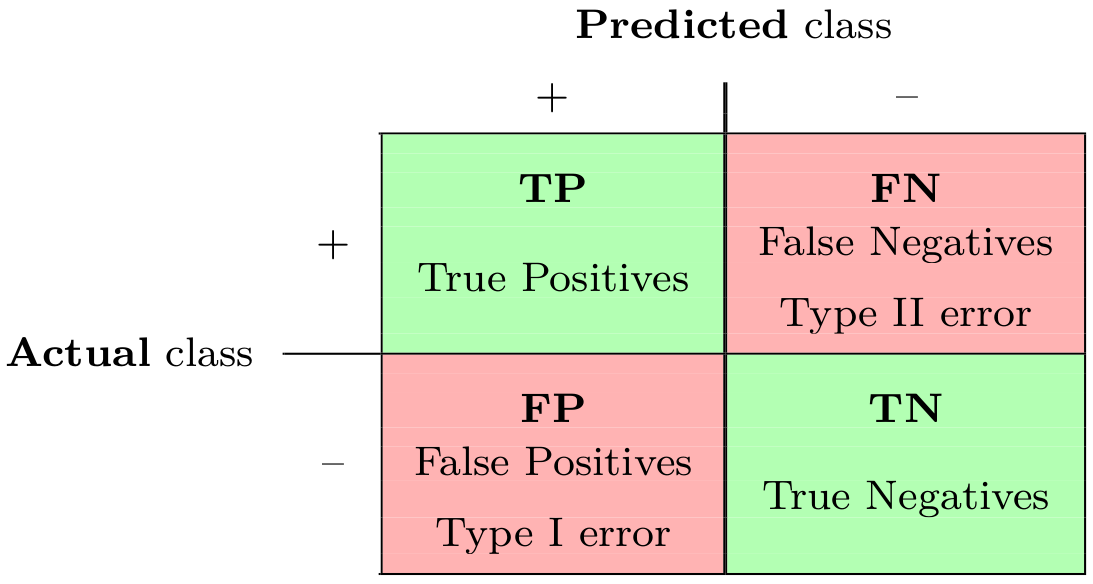 Predicted class
+ –
TP FN
+ False Negatives
True Positives
Type II error
Actual class
FP TN
– False Positives
True Negatives
Type I error